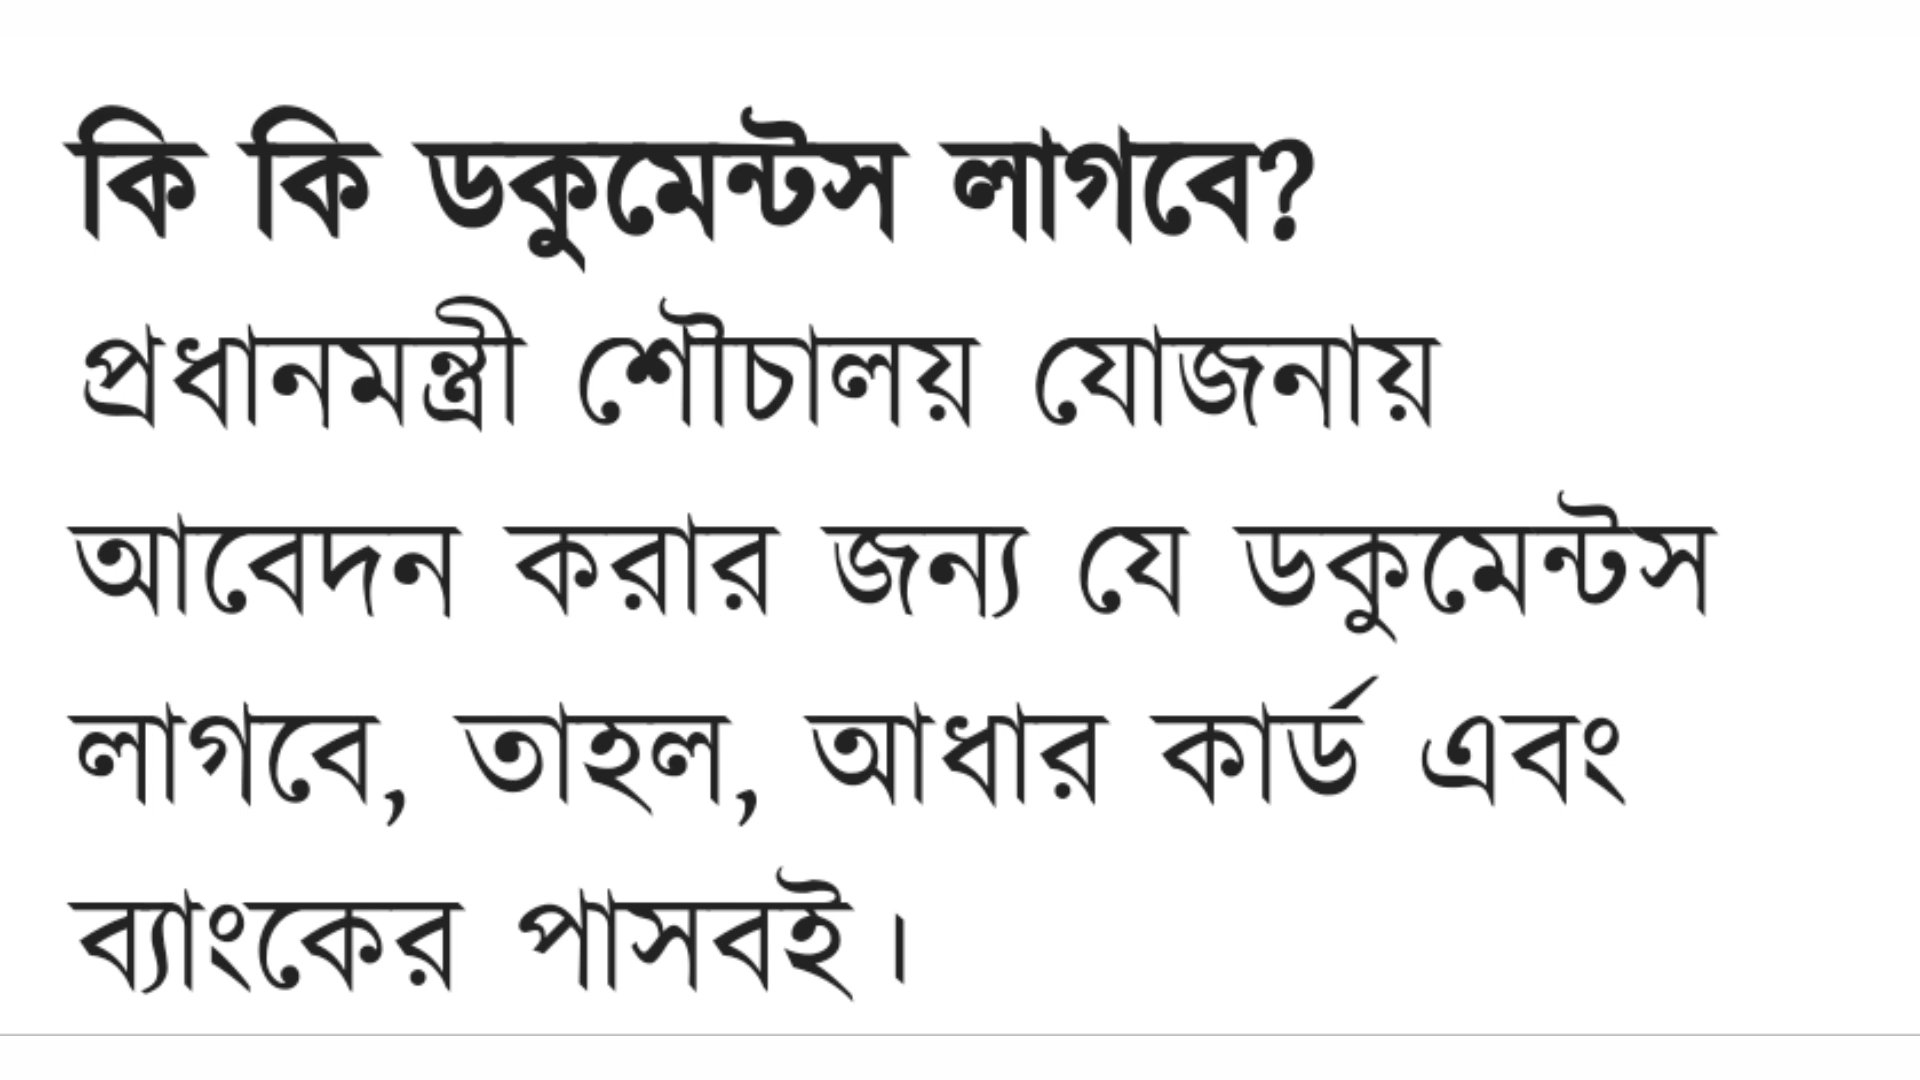 কি কি ডকুমেন্টস লাগবে?
প্রধানমন্ত্রী শৌচালয় যোজনায়
আবেদন করার জন্য যে ডকুমেন্টস
লাগবে, তাহল, আধার কার্ড এবং
ব্যাংকের পাসবই।